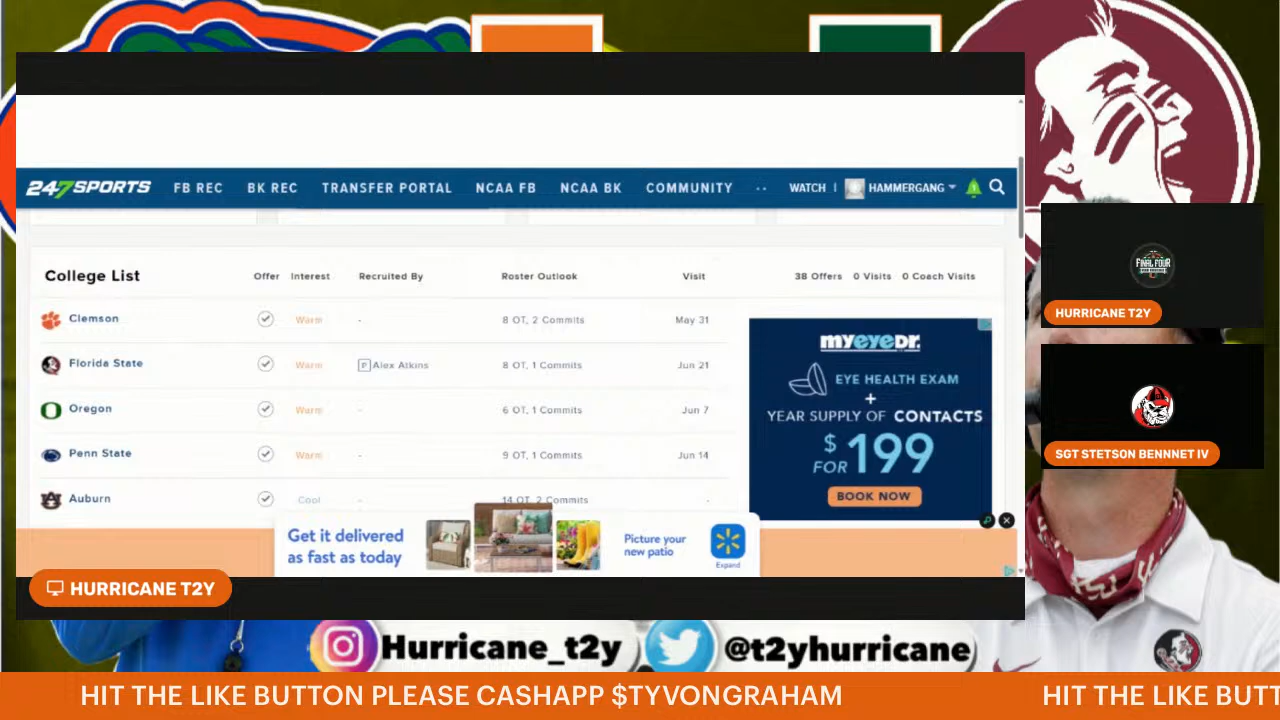 247SPORTS FB REC BK REC TRANSFER PORTAL NCAA FB NCAA BK COMMUNITY WATCH | HAMMERGANG
College List Offer Interest Recruited By Roster Outlook Visit 38 Offers 0 Visits 0 Coach Visits
Clemson Warm - 8 OT, 2 Commits May 31
Florida State Warm P Alex Atkins 8 OT, 1 Commits Jun 21
Oregon Warm - 6 OT, 1 Commits Jun 7
Penn State Warm - 9 OT, 1 Commits Jun 14
Auburn Cool - 14 OT, 2 Commits -
myeyeDr.
EYE HEALTH EXAM
+
YEAR SUPPLY OF CONTACTS
$
FOR 199
BOOK NOW
Get it delivered
as fast as today
Picture your
new patio
Expand
FINAL FOUR
HURRICANE T2Y
SGT STETSON BENNNET IV
HURRICANE T2Y
Hurricane_t2y @t2yhurricane
HIT THE LIKE BUTTON PLEASE CASHAPP $TYVONGRAHAM HIT THE LIKE BUTT